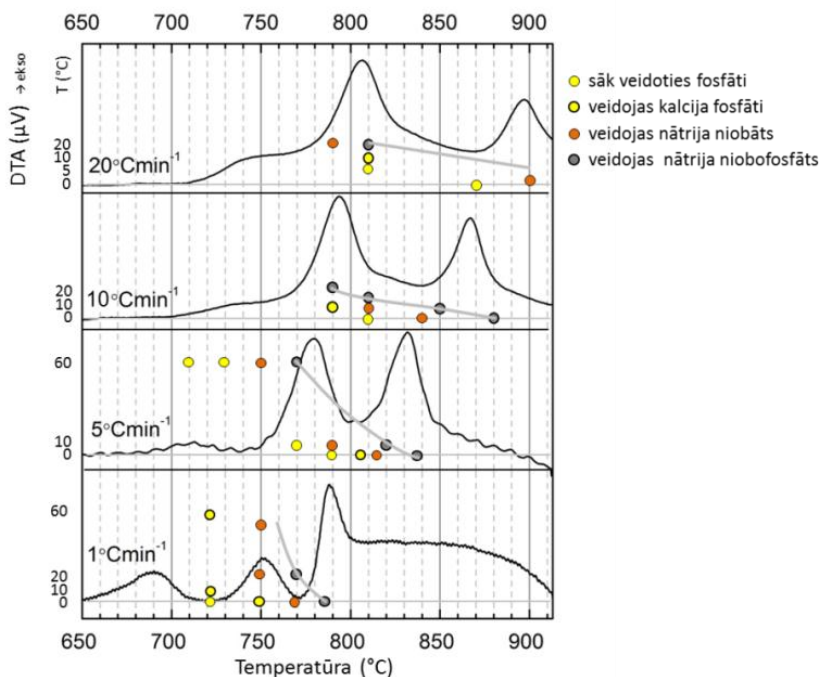 650 700 750 800 850 900
DTA (µV) → ekso
T (°C)
20
10
5
0
20°Cmin-1
20
10
0
10°Cmin-1
60
10
0
5°Cmin-1
60
20
10
0
1°Cmin-1
650 700 750 800 850 900
Temperatūra (°C)
sāk veidoties fosfāti
veidojas kalcija fosfāti
veidojas nātrija niobāts
veidojas nātrija niobofosfāts